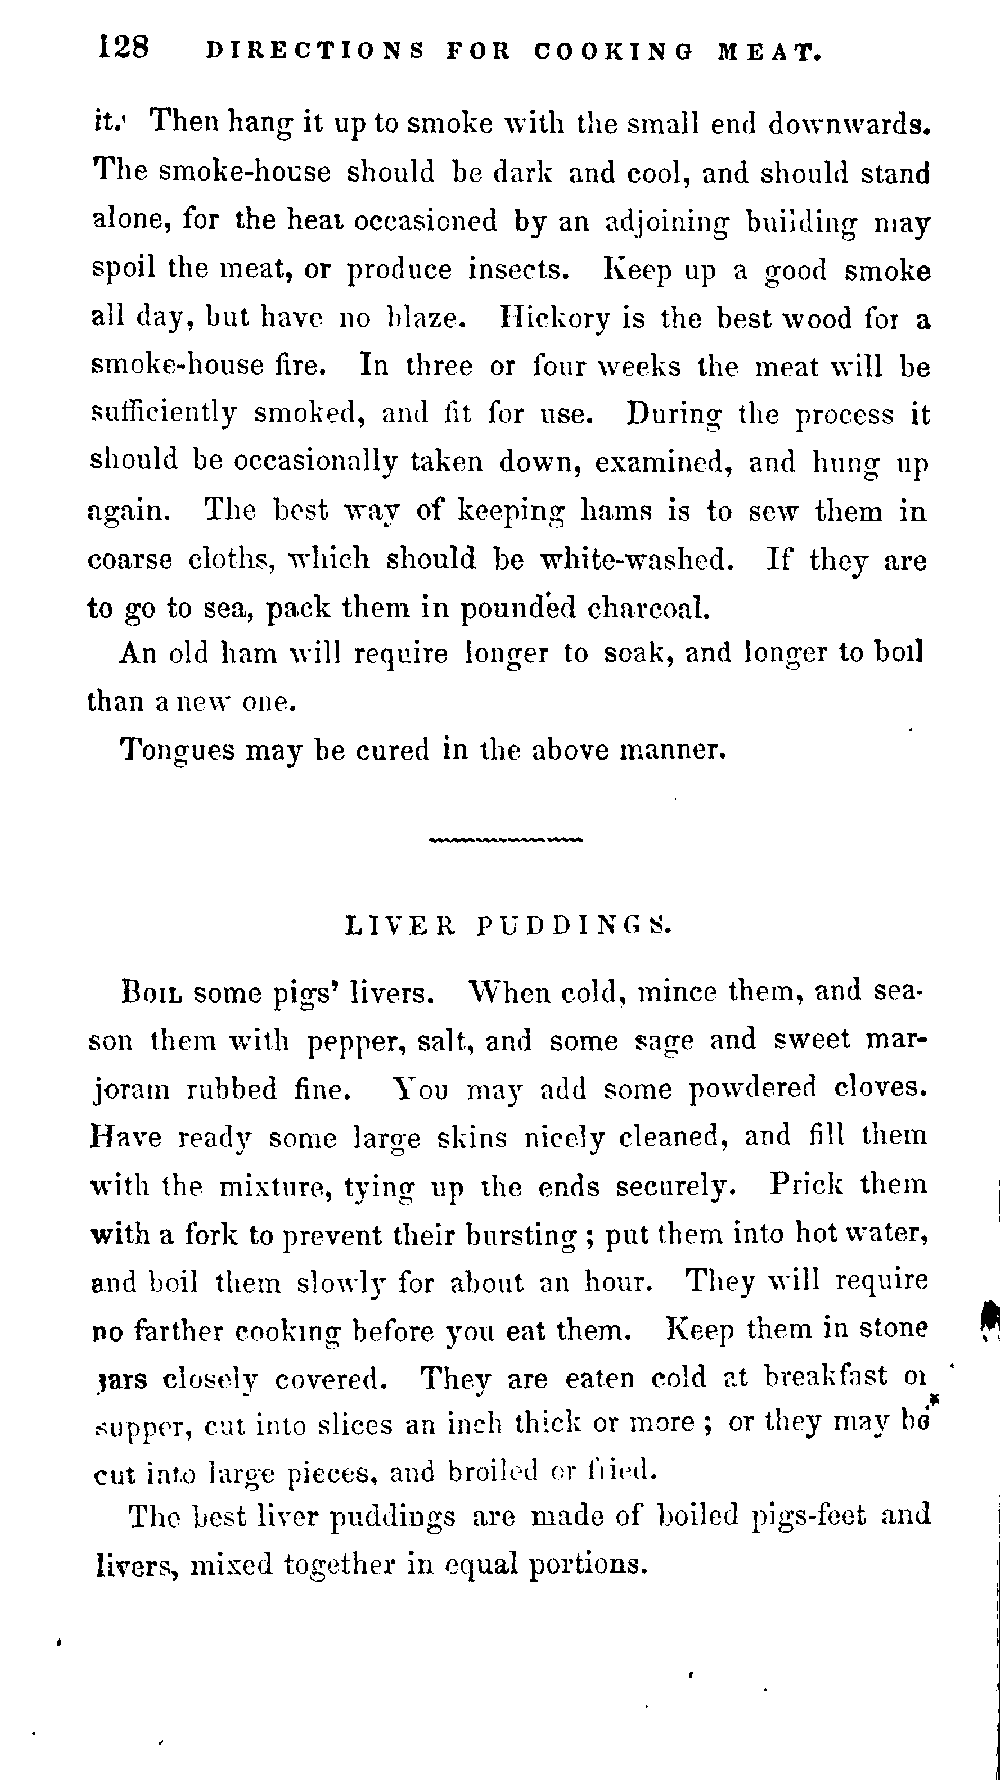 128 DIRECTIONS FOR COOKING MEAT.
it. Then hang it up to smoke with the small end downwards.
The smoke-house should be dark and cool, and should stand
alone, for the heat occasioned by an adjoining building may
spoil the meat, or produce insects. Keep up a good smoke
all day, but have no blaze. Hickory is the best wood for a
smoke-house fire. In three or four weeks the meat will be
sufficiently smoked, and fit for use. During the process it
should be occasionally taken down, examined, and hung up
again. The best way of keeping hams is to sew them in
coarse cloths, which should be white-washed. If they are
to go to sea, pack them in pounded charcoal.
An old ham will require longer to soak, and longer to boil
than a new one.
Tongues may be cured in the above manner.
LIVER PUDDINGS.
Boil some pigs' livers. When cold, mince them, and sea-
son them with pepper, salt, and some sage and sweet mar-
joram rubbed fine. You may add some powdered cloves.
Have ready some large skins nicely cleaned, and fill them
with the mixture, tying up the ends securely. Prick them
with a fork to prevent their bursting; put them into hot water,
and boil them slowly for about an hour. They will require
no farther cooking before you eat them. Keep them in stone
jars closely covered. They are eaten cold at breakfast or
supper, cut into slices an inch thick or more; or they may be
cut into large pieces, and broiled or fried.
The best liver puddings are made of boiled pigs-feet and
livers, mixed together in equal portions.